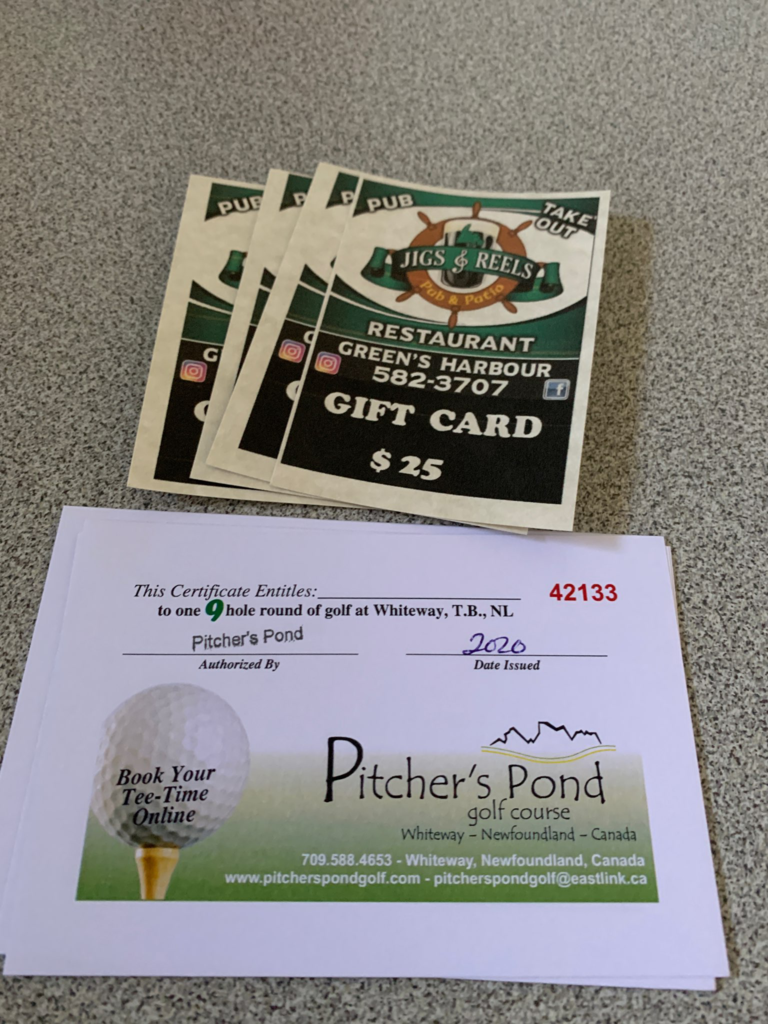 PUB
PUB
TAKE
OUT
JIGS & REELS
Pub & Patio
RESTAURANT
GREEN'S HARBOUR
582-3707
f
GIFT CARD
$ 25
This Certificate Entitles:
42133
to one 9 hole round of golf at Whiteway, T.B., NL
Pitcher's Pond
2020
Authorized By
Date Issued
Book Your
Tee-Time
Online
Pitcher's Pond
golf course
Whiteway – Newfoundland – Canada
709.588.4653 - Whiteway, Newfoundland, Canada
www.pitcherspondgolf.com - pitcherspondgolf@eastlink.ca